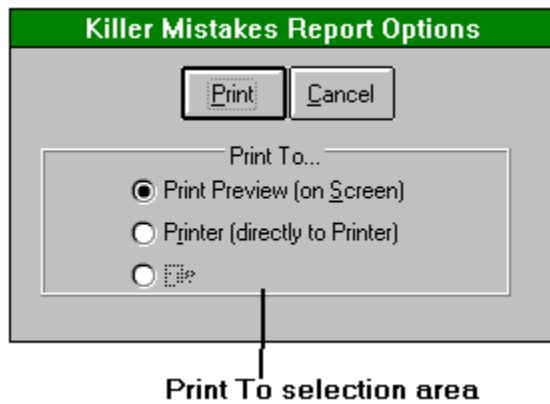 Killer Mistakes Report Options
Print Cancel
Print To...
Print Preview (on Screen)
Printer (directly to Printer)
File
Print To selection area